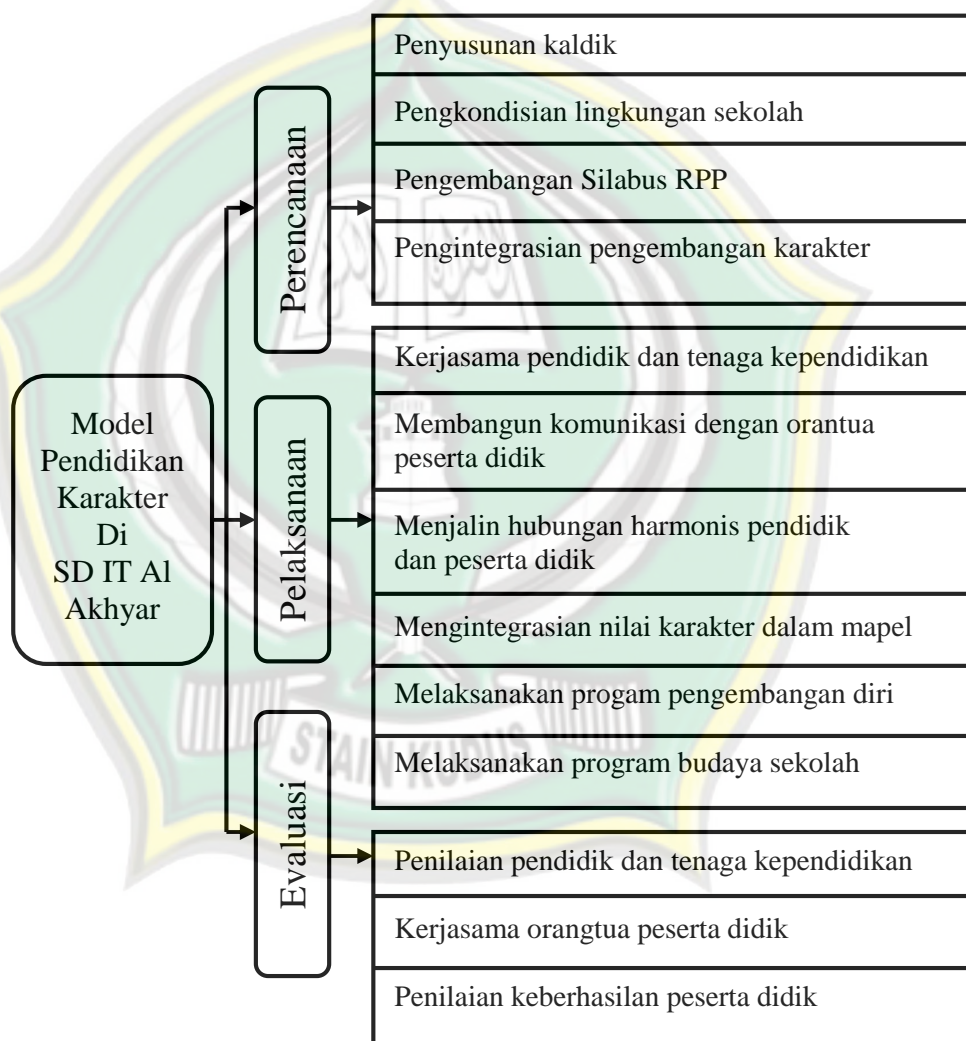 Model
Pendidikan
Karakter
Di
SD IT Al
Akhyar
Perencanaan
Penyusunan kaldik
Pengkondisian lingkungan sekolah
Pengembangan Silabus RPP
Pengintegrasian pengembangan karakter
Pelaksanaan
Kerjasama pendidik dan tenaga kependidikan
Membangun komunikasi dengan orantua
peserta didik
Menjalin hubungan harmonis pendidik
dan peserta didik
Mengintegrasian nilai karakter dalam mapel
Melaksanakan progam pengembangan diri
Melaksanakan program budaya sekolah
Evaluasi
Penilaian pendidik dan tenaga kependidikan
Kerjasama orangtua peserta didik
Penilaian keberhasilan peserta didik
STAIN KUDUS